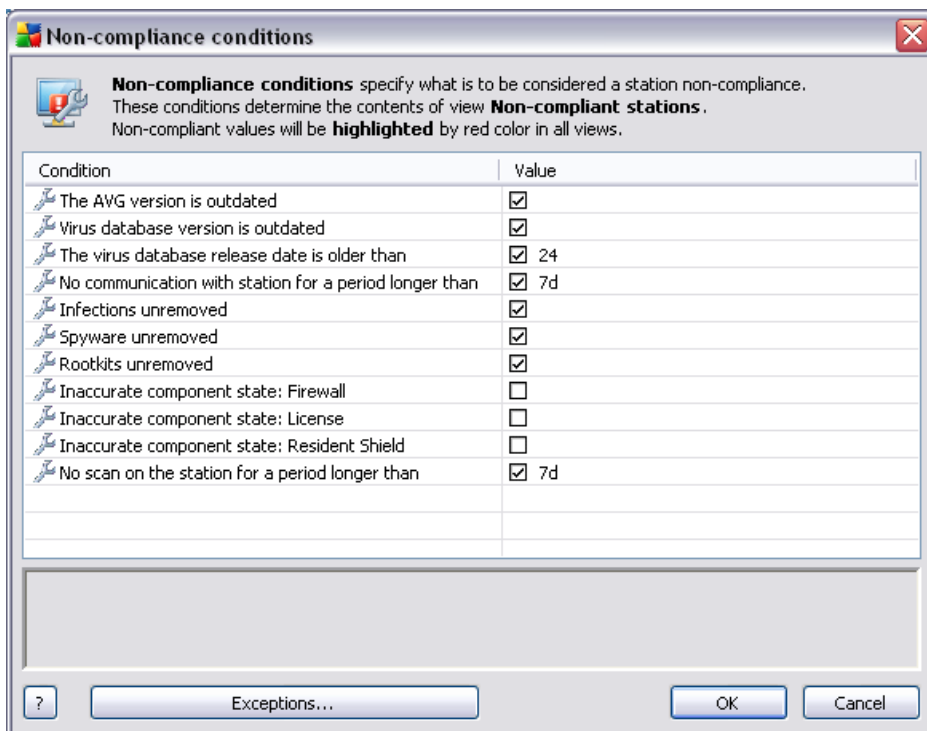 Non-compliance conditions
Non-compliance conditions specify what is to be considered a station non-compliance.
These conditions determine the contents of view Non-compliant stations.
Non-compliant values will be highlighted by red color in all views.
Condition Value
The AVG version is outdated
Virus database version is outdated
The virus database release date is older than 24
No communication with station for a period longer than 7d
Infections unremoved
Spyware unremoved
Rootkits unremoved
Inaccurate component state: Firewall
Inaccurate component state: License
Inaccurate component state: Resident Shield
No scan on the station for a period longer than 7d
? Exceptions... OK Cancel